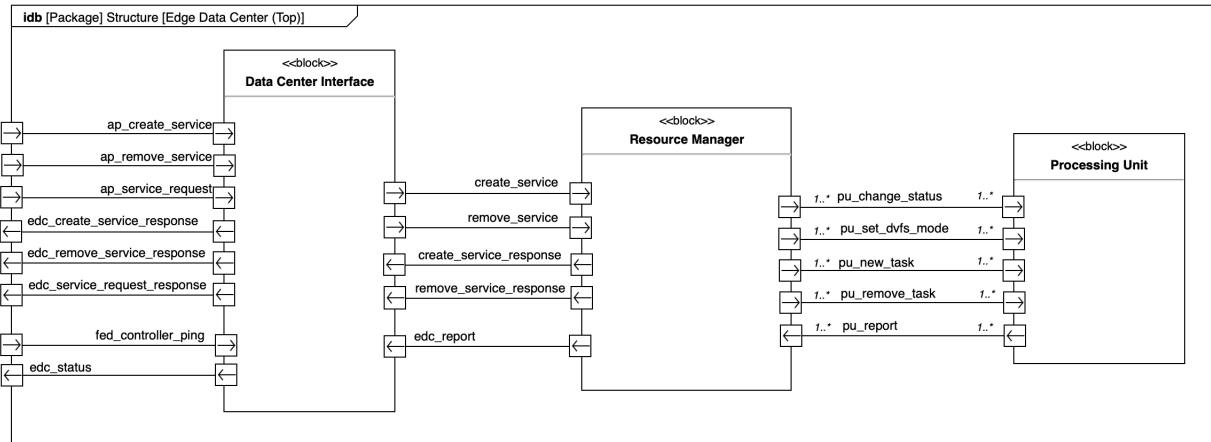 idb [Package] Structure [Edge Data Center (Top)]
<<block>>
Data Center Interface
ap_create_service
ap_remove_service
ap_service_request
edc_create_service_response
edc_remove_service_response
edc_service_request_response
fed_controller_ping
edc_status
create_service
remove_service
create_service_response
remove_service_response
edc_report
<<block>>
Resource Manager
1..* pu_change_status 1..*
1..* pu_set_dvfs_mode 1..*
1..* pu_new_task 1..*
1..* pu_remove_task 1..*
1..* pu_report 1..*
<<block>>
Processing Unit